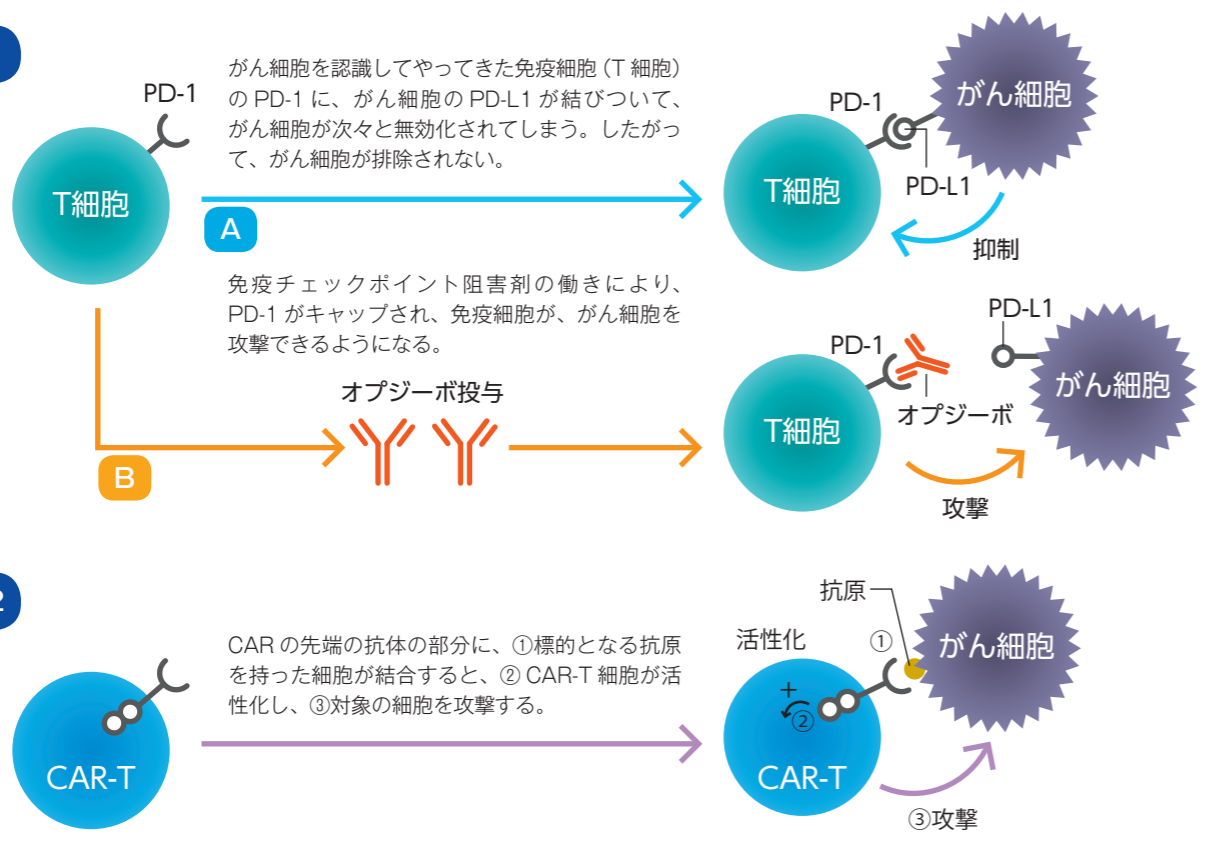 PD-1
T細胞
がん細胞を認識してやってきた免疫細胞（T 細胞）
の PD-1 に、がん細胞の PD-L1 が結びついて、
がん細胞が次々と無効化されてしまう。したがっ
て、がん細胞が排除されない。
A
PD-1
がん細胞
T細胞
PD-L1
抑制
免疫チェックポイント阻害剤の働きにより、
PD-1 がキャップされ、免疫細胞が、がん細胞を
攻撃できるようになる。
オプジーボ投与
B
PD-1
PD-L1
がん細胞
オプジーボ
T細胞
攻撃
2
CAR-T
CAR の先端の抗体の部分に、①標的となる抗原
を持った細胞が結合すると、② CAR-T 細胞が活
性化し、③対象の細胞を攻撃する。
抗原
活性化
①
がん細胞
+
②
CAR-T
③攻撃